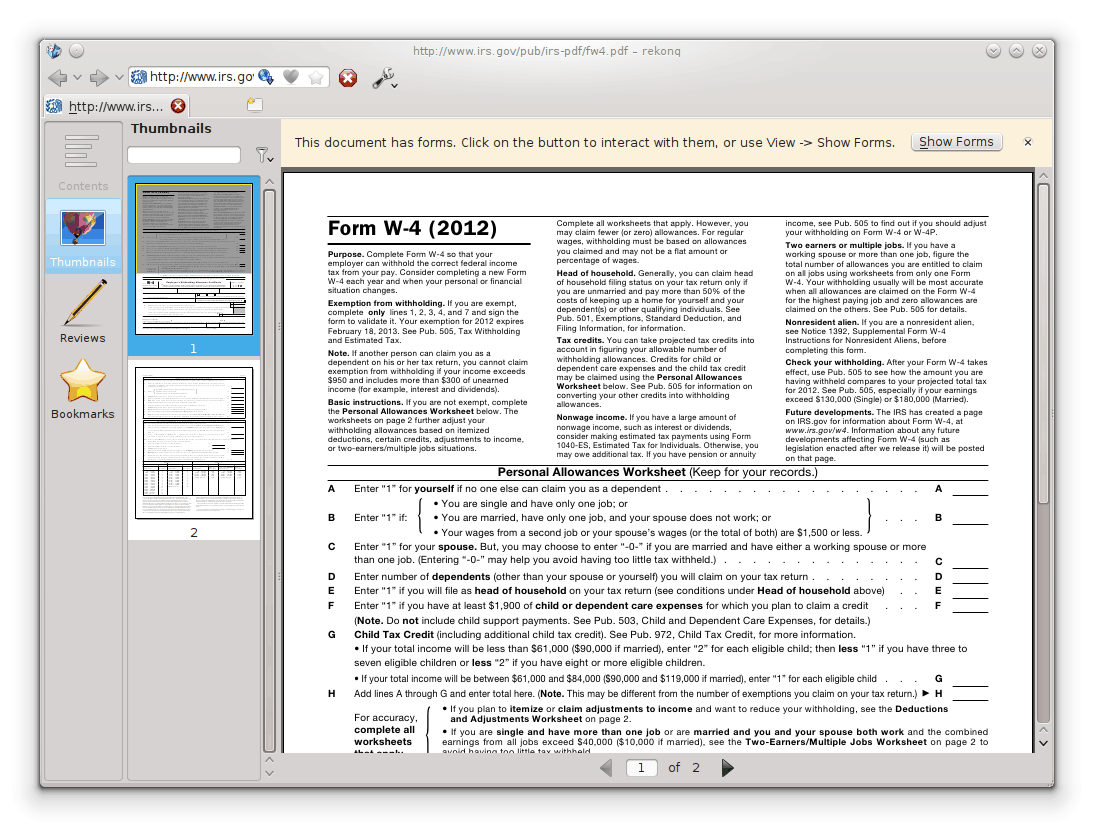 http://www.irs.gov/pub/irs-pdf/fw4.pdf – rekonq
http://www.irs.gov
http://www.irs...
Contents
Thumbnails
Reviews
Bookmarks
Thumbnails
1
2
This document has forms. Click on the button to interact with them, or use View -> Show Forms.
Show Forms
Form W-4 (2012)
Purpose. Complete Form W-4 so that your
employer can withhold the correct federal income
tax from your pay. Consider completing a new Form
W-4 each year and when your personal or financial
situation changes.
Exemption from withholding. If you are exempt,
complete only lines 1, 2, 3, 4, and 7 and sign the
form to validate it. Your exemption for 2012 expires
February 18, 2013. See Pub. 505, Tax Withholding
and Estimated Tax.
Note. If another person can claim you as a
dependent on his or her tax return, you cannot claim
exemption from withholding if your income exceeds
$950 and includes more than $300 of unearned
income (for example, interest and dividends).
Basic instructions. If you are not exempt, complete
the Personal Allowances Worksheet below. The
worksheets on page 2 further adjust your
withholding allowances based on itemized
deductions, certain credits, adjustments to income,
or two-earners/multiple jobs situations.
Complete all worksheets that apply. However, you
may claim fewer (or zero) allowances. For regular
wages, withholding must be based on allowances
you claimed and may not be a flat amount or
percentage of wages.
Head of household. Generally, you can claim head
of household filing status on your tax return only if
you are unmarried and pay more than 50% of the
costs of keeping up a home for yourself and your
dependent(s) or other qualifying individuals. See
Pub. 501, Exemptions, Standard Deduction, and
Filing Information, for information.
Tax credits. You can take projected tax credits into
account in figuring your allowable number of
withholding allowances. Credits for child or
dependent care expenses and the child tax credit
may be claimed using the Personal Allowances
Worksheet below. See Pub. 505 for information on
converting your other credits into withholding
allowances.
Nonwage income. If you have a large amount of
nonwage income, such as interest or dividends,
consider making estimated tax payments using Form
1040-ES, Estimated Tax for Individuals. Otherwise, you
may owe additional tax. If you have pension or annuity
income, see Pub. 505 to find out if you should adjust
your withholding on Form W-4 or W-4P.
Two earners or multiple jobs. If you have a
working spouse or more than one job, figure the
total number of allowances you are entitled to claim
on all jobs using worksheets from only one Form
W-4. Your withholding usually will be most accurate
when all allowances are claimed on the Form W-4
for the highest paying job and zero allowances are
claimed on the others. See Pub. 505 for details.
Nonresident alien. If you are a nonresident alien,
see Notice 1392, Supplemental Form W-4
Instructions for Nonresident Aliens, before
completing this form.
Check your withholding. After your Form W-4 takes
effect, use Pub. 505 to see how the amount you are
having withheld compares to your projected total tax
for 2012. See Pub. 505, especially if your earnings
exceed $130,000 (Single) or $180,000 (Married).
Future developments. The IRS has created a page
on IRS.gov for information about Form W-4, at
www.irs.gov/w4. Information about any future
developments affecting Form W-4 (such as
legislation enacted after we release it) will be posted
on that page.
Personal Allowances Worksheet (Keep for your records.)
A Enter “1” for yourself if no one else can claim you as a dependent . . . . . . . . . . . . . . . . . . A
• You are single and have only one job; or
B Enter “1” if: { • You are married, have only one job, and your spouse does not work; or } . . . B
• Your wages from a second job or your spouse’s wages (or the total of both) are $1,500 or less.
C Enter “1” for your spouse. But, you may choose to enter “-0-” if you are married and have either a working spouse or more
than one job. (Entering “-0-” may help you avoid having too little tax withheld.) . . . . . . . . . . . . . . C
D Enter number of dependents (other than your spouse or yourself) you will claim on your tax return . . . . . . . . D
E Enter “1” if you will file as head of household on your tax return (see conditions under Head of household above) . . E
F Enter “1” if you have at least $1,900 of child or dependent care expenses for which you plan to claim a credit . . . F
(Note. Do not include child support payments. See Pub. 503, Child and Dependent Care Expenses, for details.)
G Child Tax Credit (including additional child tax credit). See Pub. 972, Child Tax Credit, for more information.
• If your total income will be less than $61,000 ($90,000 if married), enter “2” for each eligible child; then less “1” if you have three to
seven eligible children or less “2” if you have eight or more eligible children.
• If your total income will be between $61,000 and $84,000 ($90,000 and $119,000 if married), enter “1” for each eligible child . . . G
H Add lines A through G and enter total here. (Note. This may be different from the number of exemptions you claim on your tax return.) ► H
For accuracy,
complete all
worksheets
that apply.
{ • If you plan to itemize or claim adjustments to income and want to reduce your withholding, see the Deductions
and Adjustments Worksheet on page 2.
• If you are single and have more than one job or are married and you and your spouse both work and the combined
earnings from all jobs exceed $40,000 ($10,000 if married), see the Two-Earners/Multiple Jobs Worksheet on page 2 to
avoid having too little tax withheld.
1 of 2